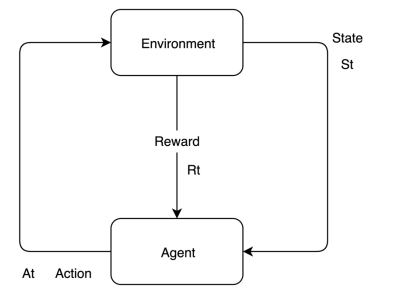 Environment
State
St
Reward
Rt
Agent
At Action